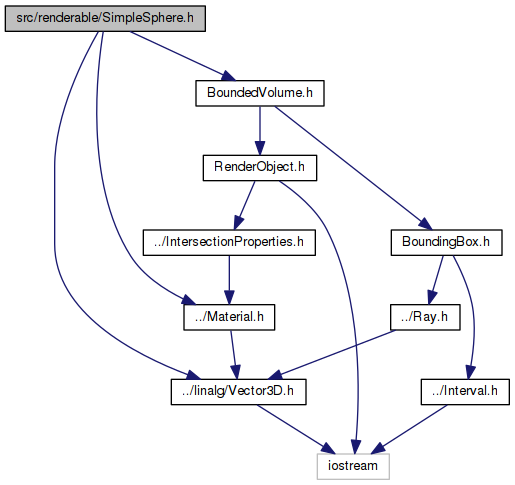 src/renderable/SimpleSphere.h
BoundedVolume.h
RenderObject.h
../IntersectionProperties.h
BoundingBox.h
../Material.h
../Ray.h
../linalg/Vector3D.h
../Interval.h
iostream